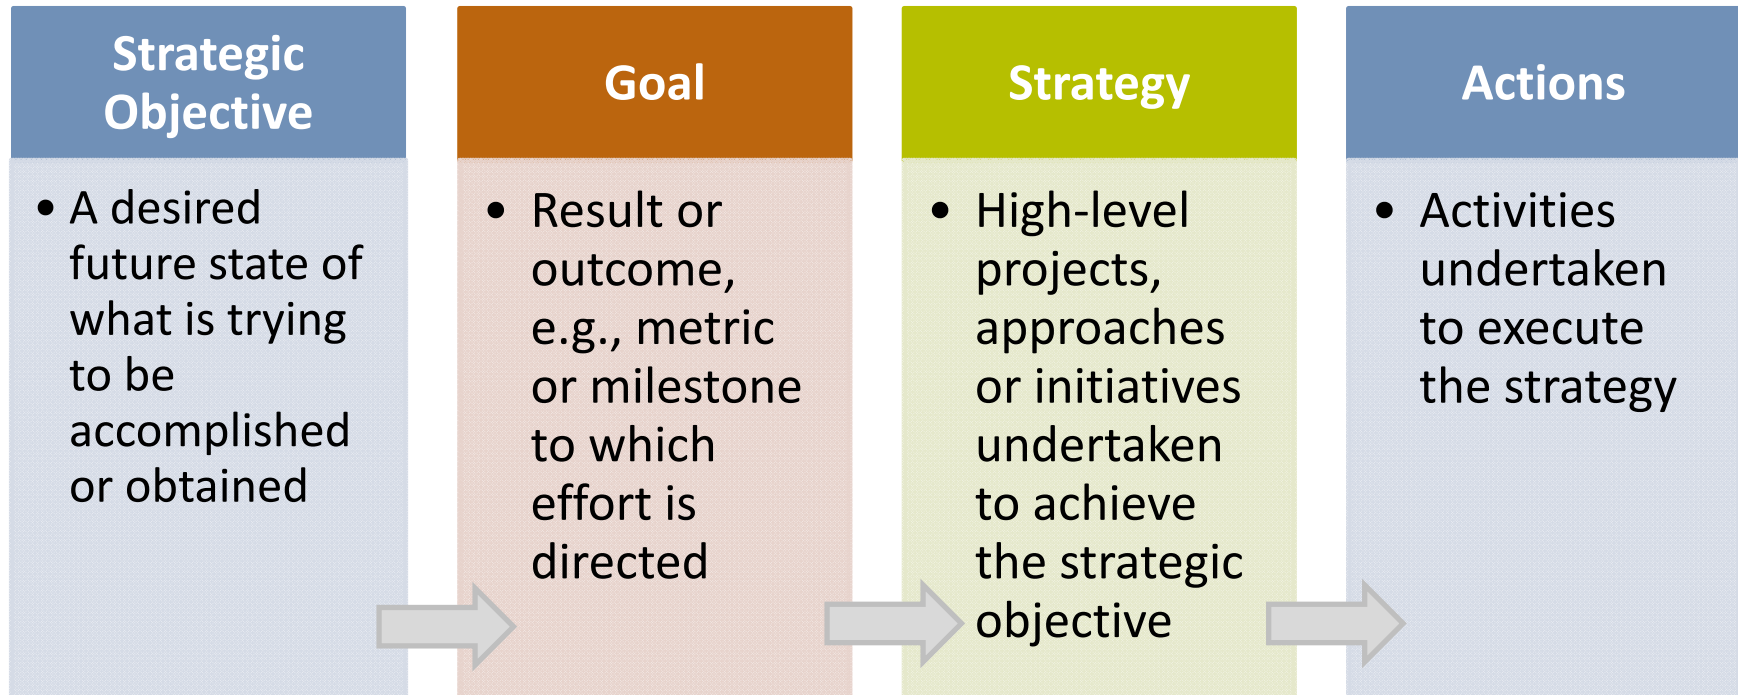 Strategic
Objective
• A desired
future state of
what is trying
to be
accomplished
or obtained
Goal
• Result or
outcome,
e.g., metric
or milestone
to which
effort is
directed
Strategy
• High-level
projects,
approaches
or initiatives
undertaken
to achieve
the strategic
objective
Actions
• Activities
undertaken
to execute
the strategy